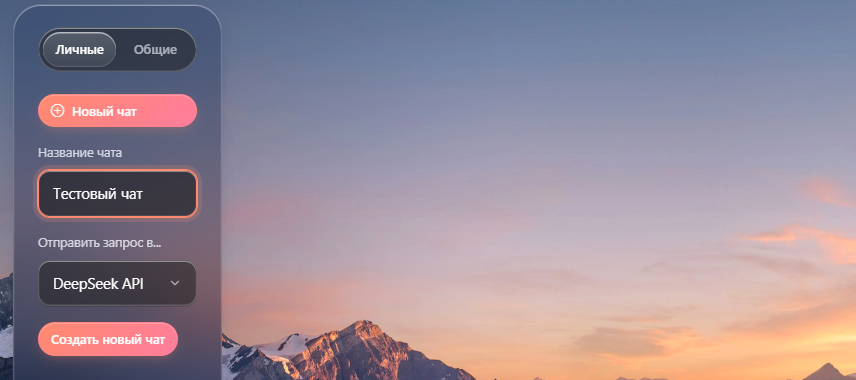 Личные Общие
Новый чат
Название чата
Тестовый чат
Отправить запрос в...
DeepSeek API
Создать новый чат